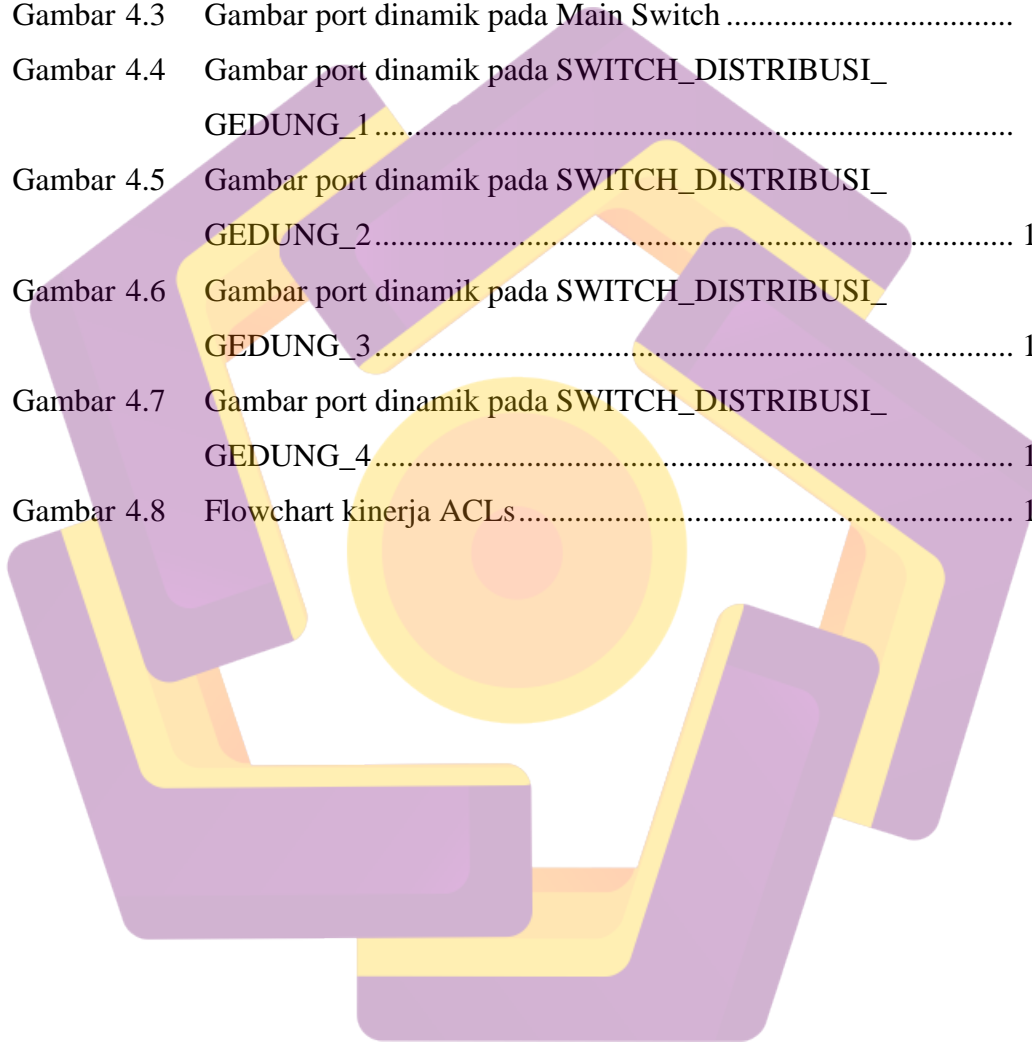 Gambar 4.3 Gambar port dinamik pada Main Switch ..................................
Gambar 4.4 Gambar port dinamik pada SWITCH_DISTRIBUSI_
GEDUNG_1 ............................................................................
Gambar 4.5 Gambar port dinamik pada SWITCH_DISTRIBUSI_
GEDUNG_2 ............................................................................ 1
Gambar 4.6 Gambar port dinamik pada SWITCH_DISTRIBUSI_
GEDUNG_3 ............................................................................ 1
Gambar 4.7 Gambar port dinamik pada SWITCH_DISTRIBUSI_
GEDUNG_4 ............................................................................ 1
Gambar 4.8 Flowchart kinerja ACLs ........................................................... 1